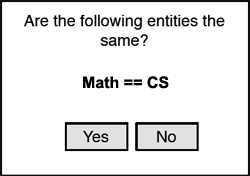 Are the following entities the
same?
Math == CS
Yes No